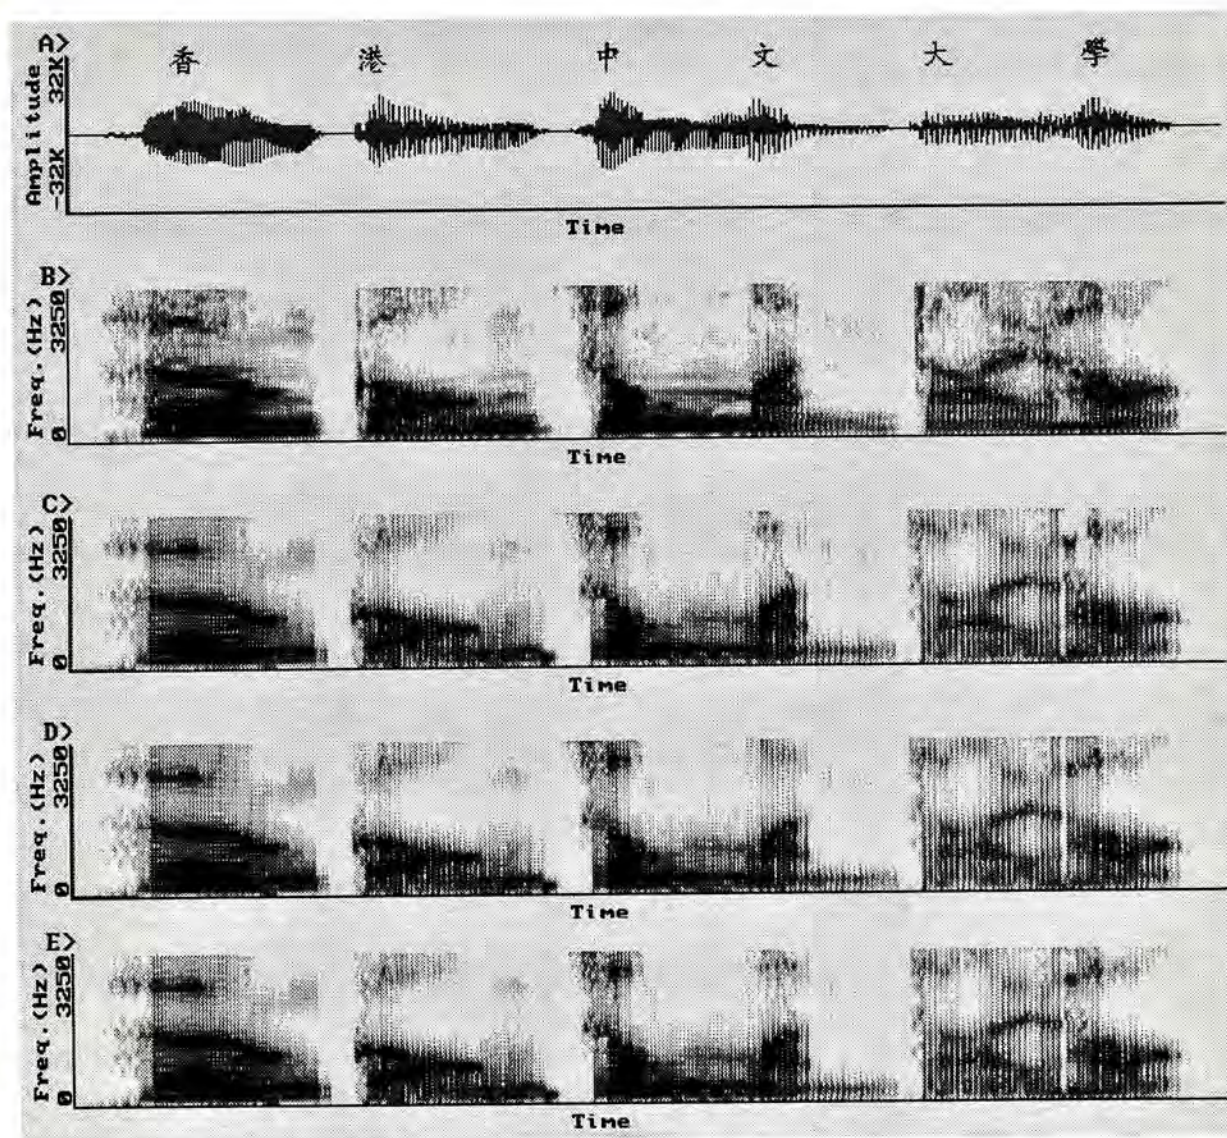 A>
香 港 中 文 大 學
Amplitude
-32K 32K
Time
B>
Freq.(Hz)
0 3250
Time
C>
Freq.(Hz)
0 3250
Time
D>
Freq.(Hz)
0 3250
Time
E>
Freq.(Hz)
0 3250
Time